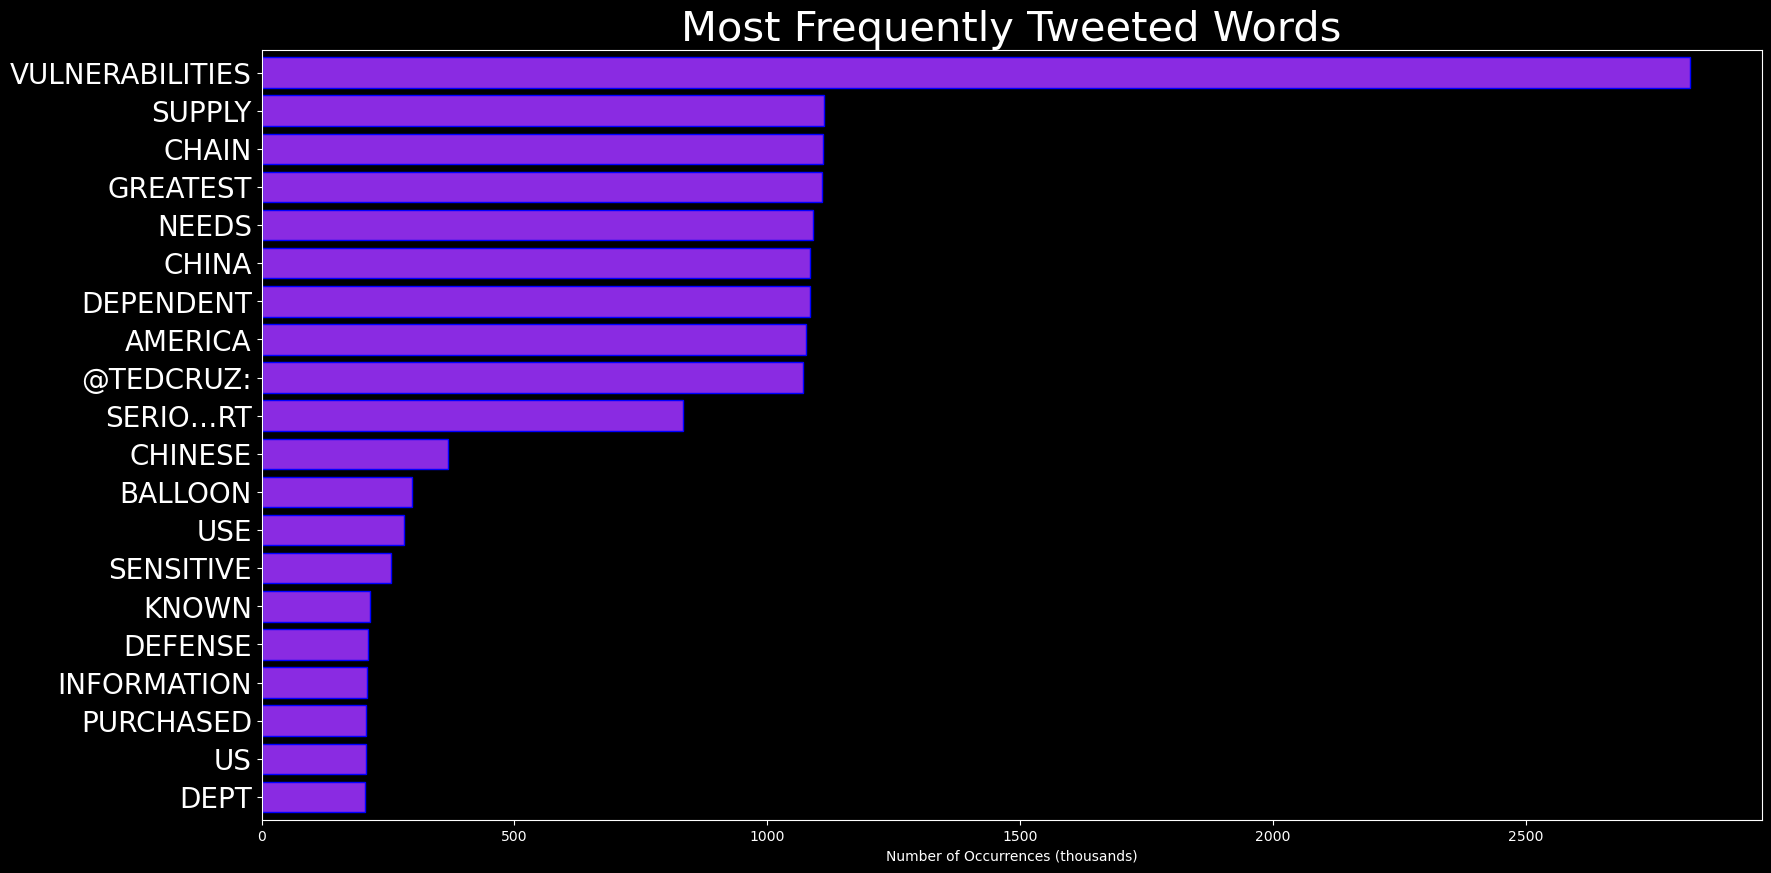 Most Frequently Tweeted Words
VULNERABILITIES
SUPPLY
CHAIN
GREATEST
NEEDS
CHINA
DEPENDENT
AMERICA
@TEDCRUZ:
SERIO…RT
CHINESE
BALLOON
USE
SENSITIVE
KNOWN
DEFENSE
INFORMATION
PURCHASED
US
DEPT
0 500 1000 1500 2000 2500
Number of Occurrences (thousands)